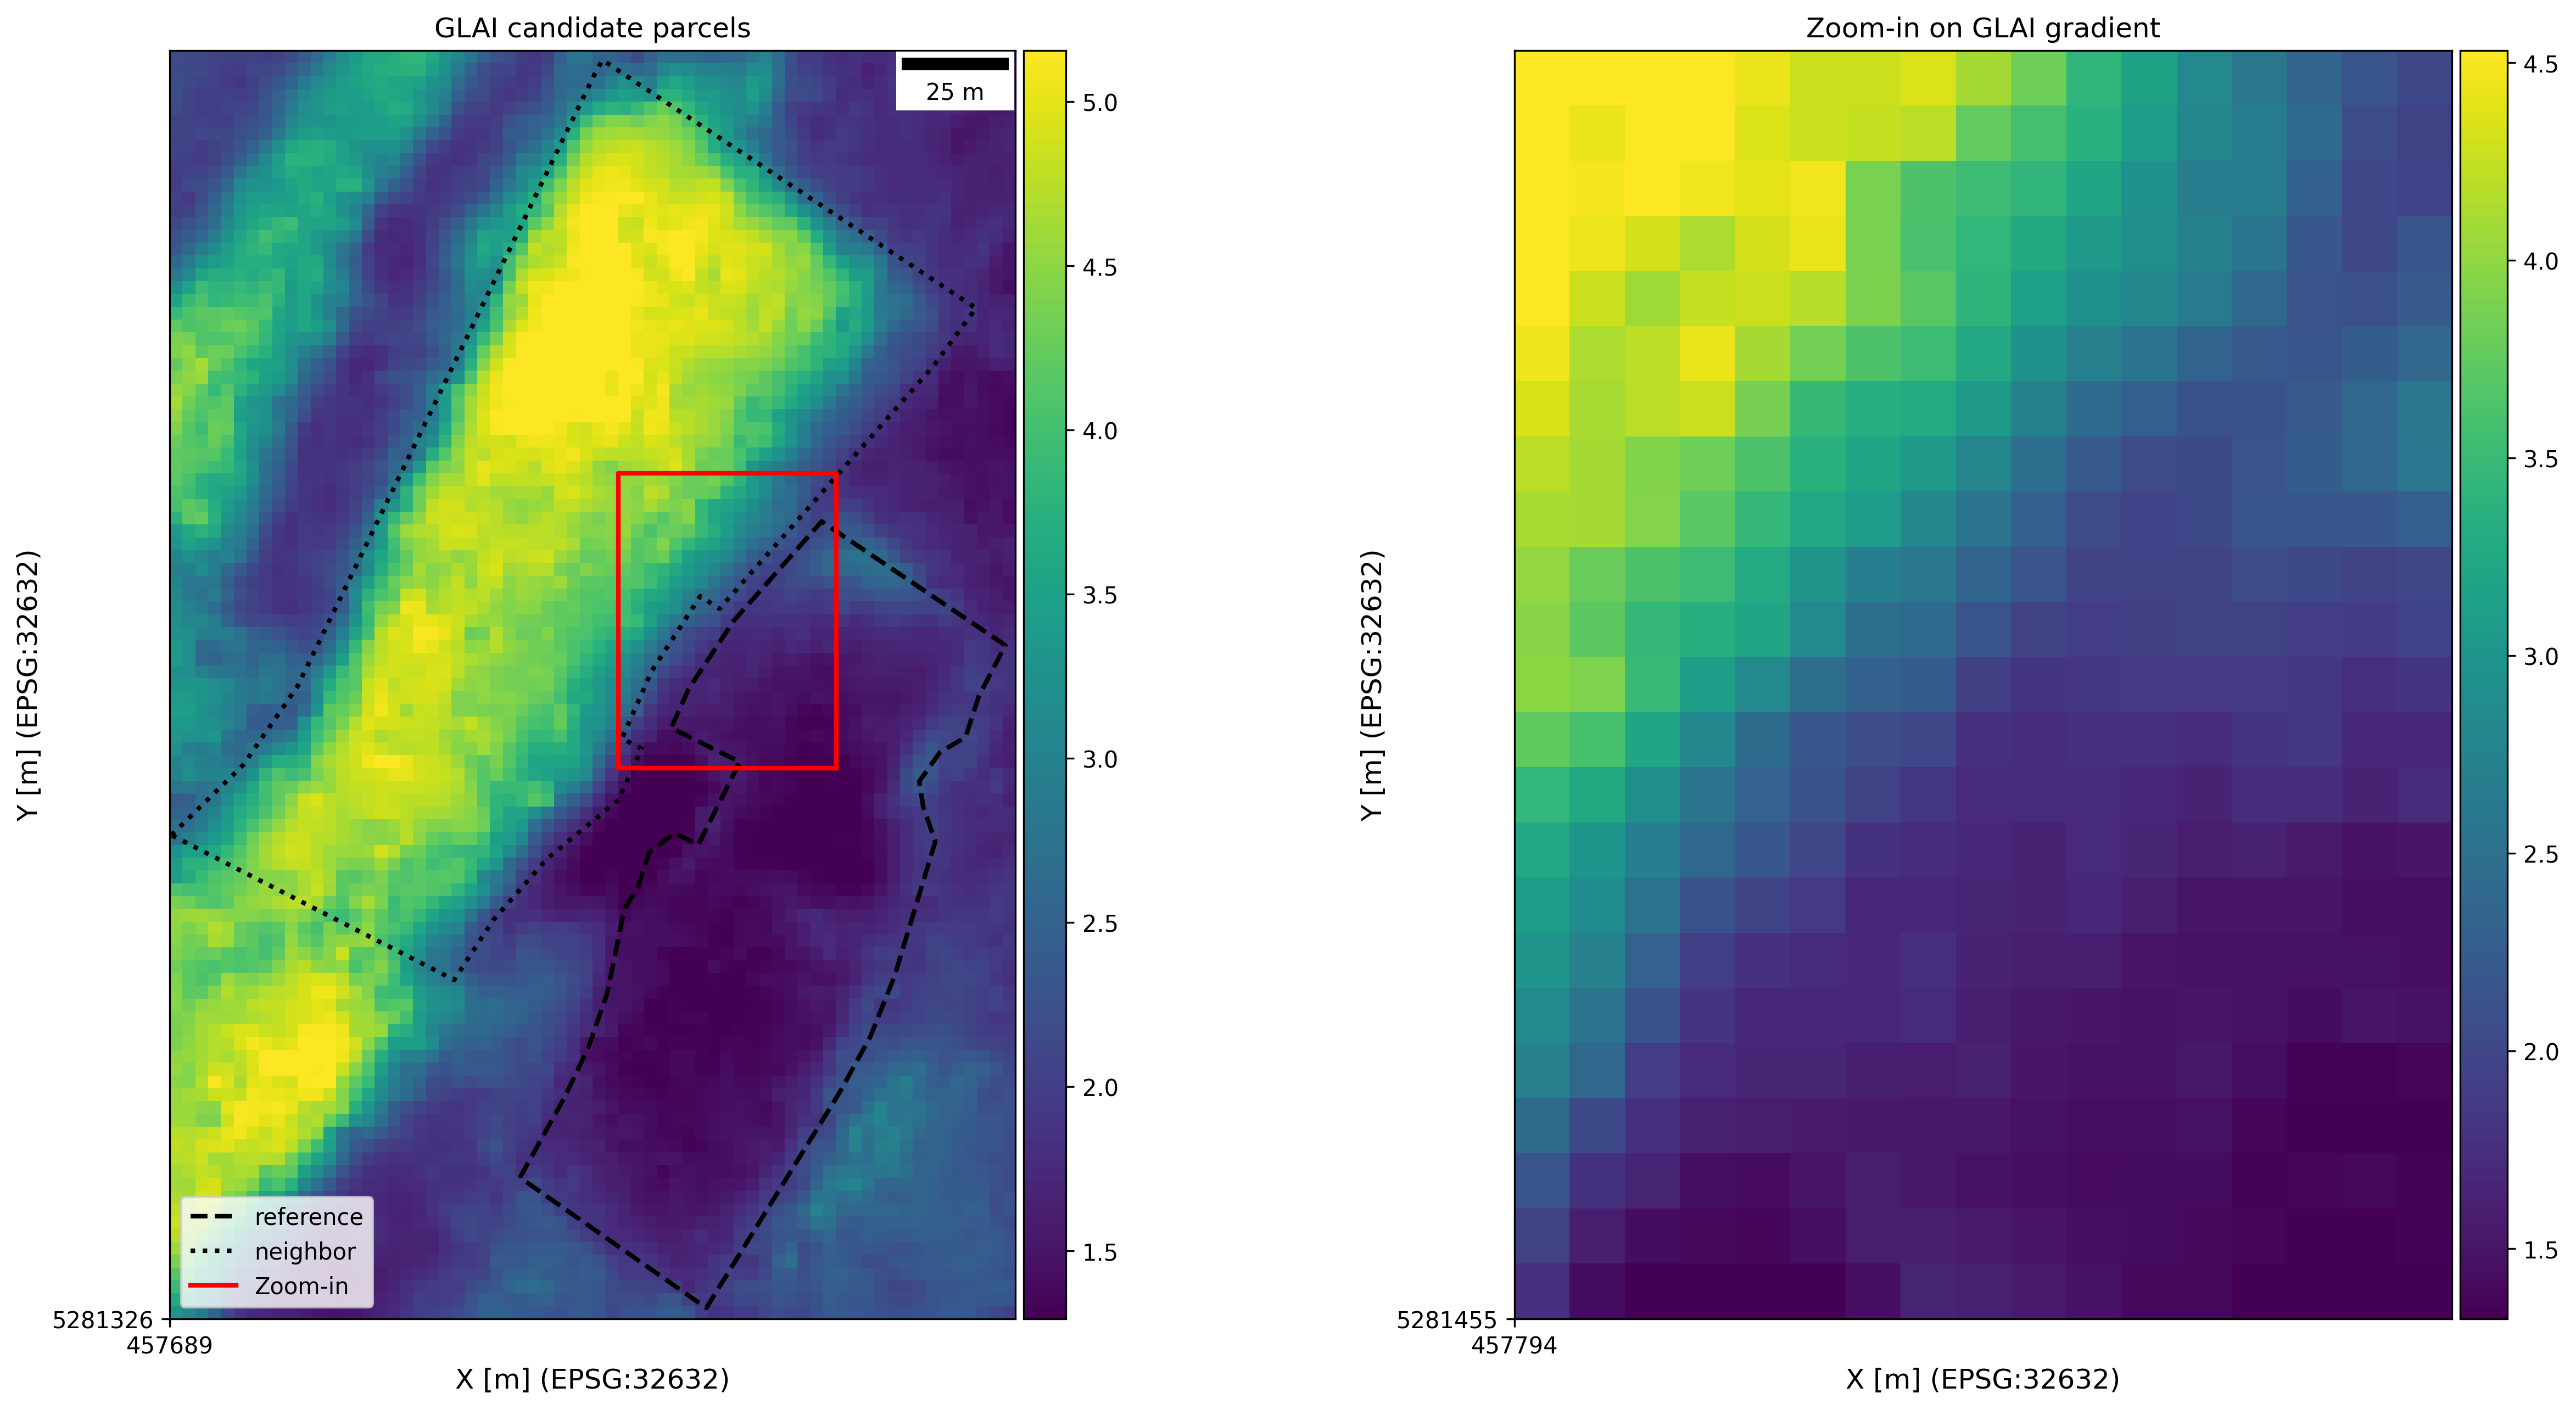 GLAI candidate parcels
25 m
5.0
4.5
4.0
3.5
3.0
2.5
2.0
1.5
Y [m] (EPSG:32632)
reference
neighbor
Zoom-in
5281326
457689
X [m] (EPSG:32632)
Zoom-in on GLAI gradient
4.5
4.0
3.5
3.0
2.5
2.0
1.5
Y [m] (EPSG:32632)
5281455
457794
X [m] (EPSG:32632)